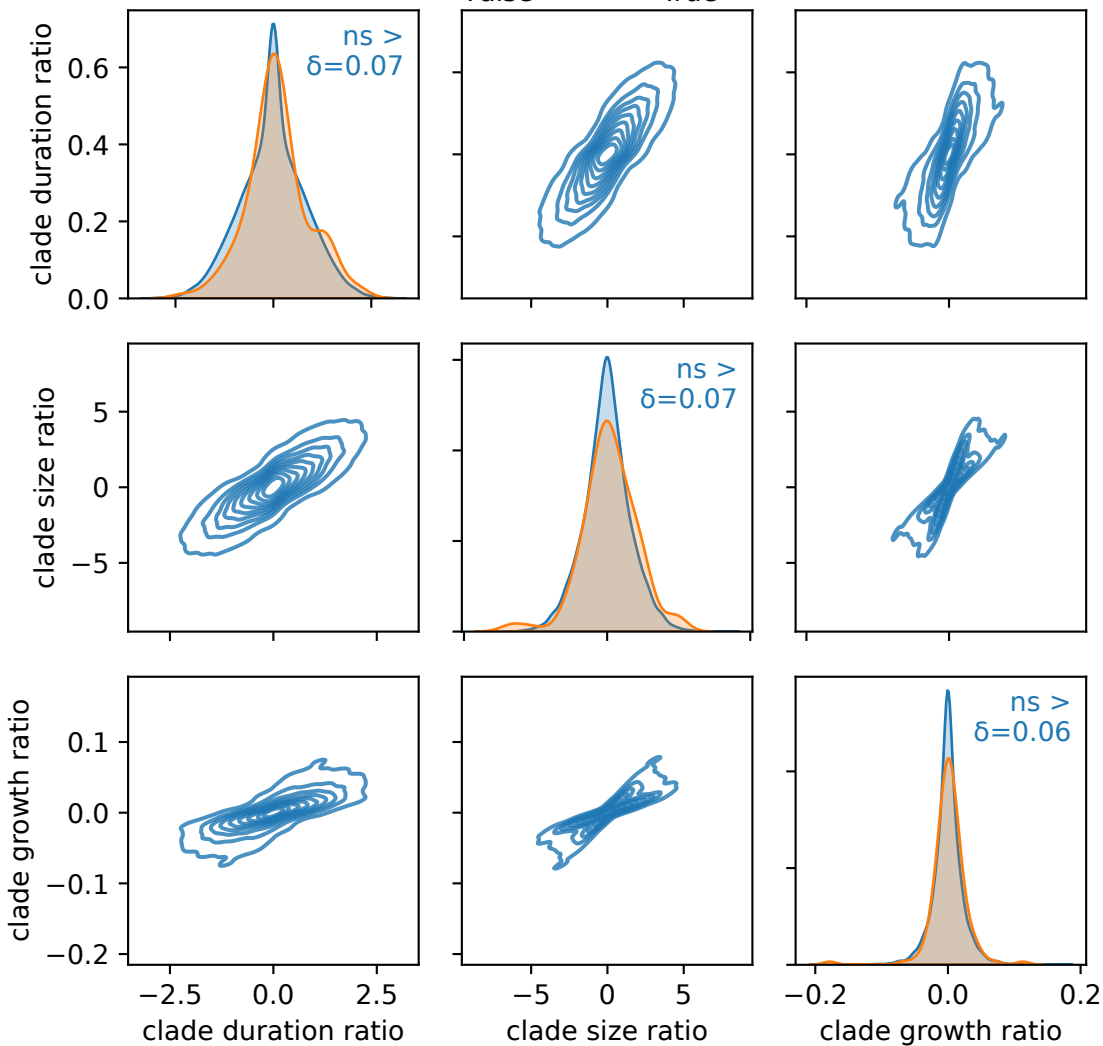 clade duration ratio
0.6
0.4
0.2
0.0
ns >
δ=0.07
clade size ratio
5
0
−5
ns >
δ=0.07
clade growth ratio
0.1
0.0
−0.1
−0.2
ns >
δ=0.06
−2.5 0.0 2.5
clade duration ratio
−5 0 5
clade size ratio
−0.2 0.0 0.2
clade growth ratio